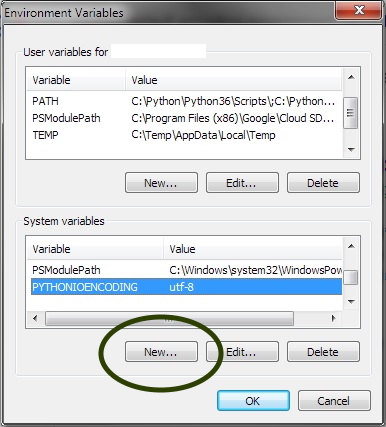 Environment Variables
User variables for
Variable Value
PATH C:\Python\Python36\Scripts\;C:\Python...
PSModulePath C:\Program Files (x86)\Google\Cloud SD...
TEMP C:\Temp\AppData\Local\Temp
New... Edit... Delete
System variables
Variable Value
PSModulePath C:\Windows\system32\WindowsPow
PYTHONIOENCODING utf-8
New... Edit... Delete
OK Cancel